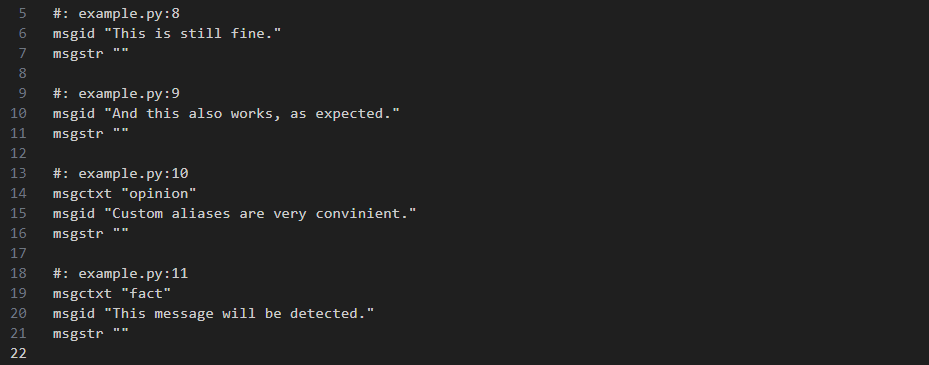 5 #: example.py:8
6 msgid "This is still fine."
7 msgstr ""
8
9 #: example.py:9
10 msgid "And this also works, as expected."
11 msgstr ""
12
13 #: example.py:10
14 msgctxt "opinion"
15 msgid "Custom aliases are very convinient."
16 msgstr ""
17
18 #: example.py:11
19 msgctxt "fact"
20 msgid "This message will be detected."
21 msgstr ""
22